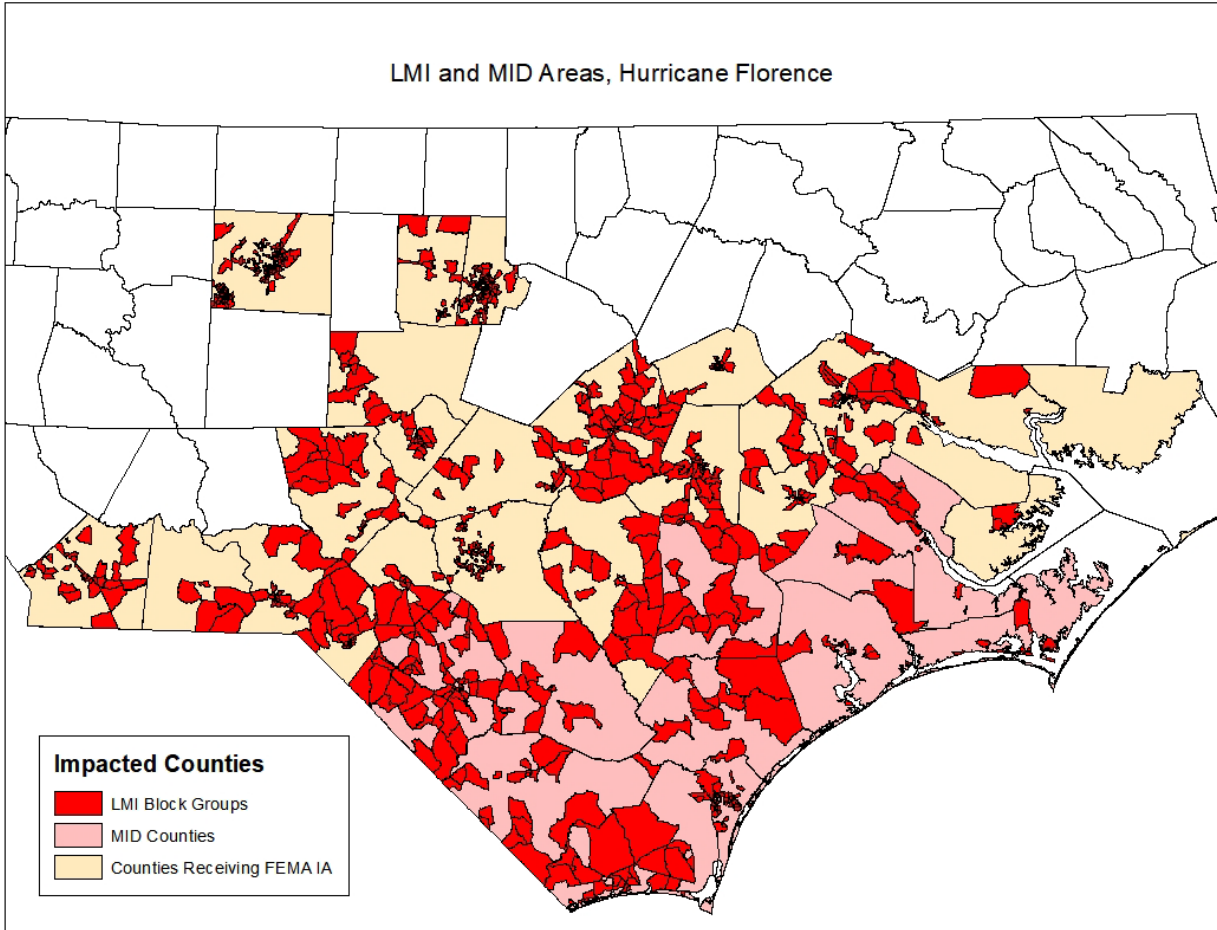 LMI and MID Areas, Hurricane Florence
Impacted Counties
LMI Block Groups
MID Counties
Counties Receiving FEMA IA